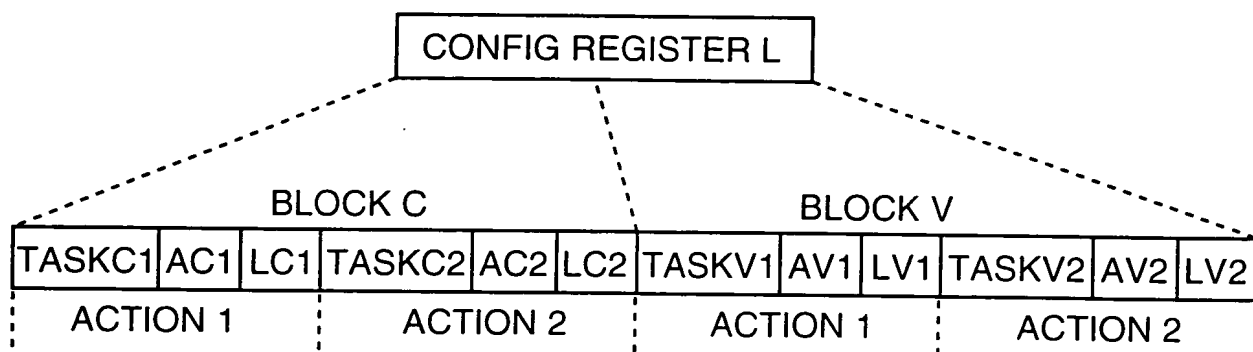 CONFIG REGISTER L
BLOCK C BLOCK V
TASKC1 AC1 LC1 TASKC2 AC2 LC2 TASKV1 AV1 LV1 TASKV2 AV2 LV2
ACTION 1 ACTION 2 ACTION 1 ACTION 2